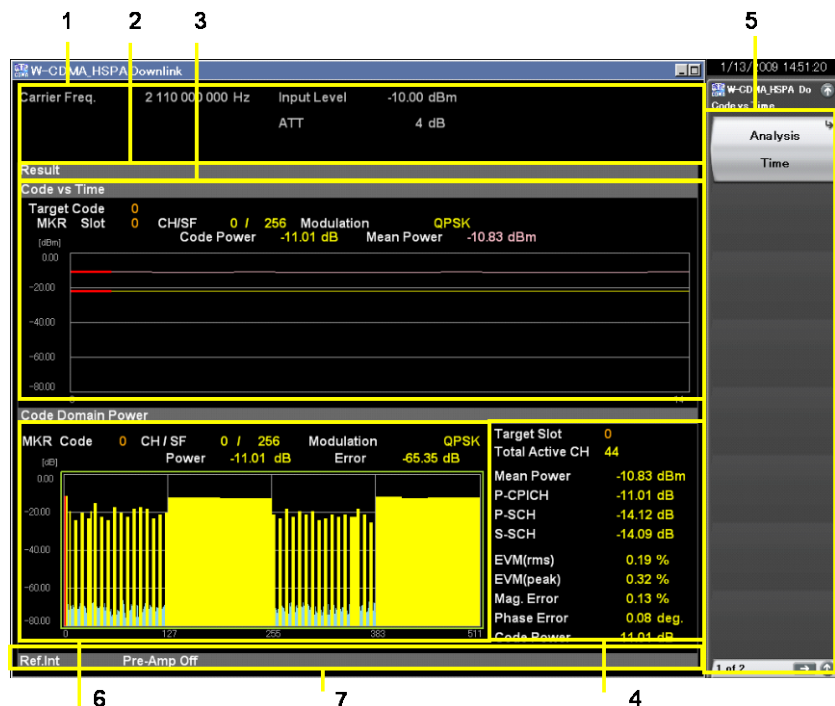 1 2 3 5
W-CDMA_HSPA Downlink
1/13/2009 14:51:20
Carrier Freq. 2 110 000 000 Hz Input Level -10.00 dBm
ATT 4 dB
W-CDMA_HSPA Do
Code vs Time
Analysis
Time
Result
Code vs Time
Target Code 0
MKR Slot 0 CH/SF 0 / 256 Modulation QPSK
Code Power -11.01 dB Mean Power -10.83 dBm
[dBm]
0.00
-20.00
-40.00
-60.00
-80.00
0 14
Code Domain Power
MKR Code 0 CH / SF 0 / 256 Modulation QPSK
Power -11.01 dB Error -65.35 dB
[dB]
0.00
-20.00
-40.00
-60.00
-80.00
0 127 255 383 511
Target Slot 0
Total Active CH 44
Mean Power -10.83 dBm
P-CPICH -11.01 dB
P-SCH -14.12 dB
S-SCH -14.09 dB
EVM(rms) 0.19 %
EVM(peak) 0.32 %
Mag. Error 0.13 %
Phase Error 0.08 deg.
Code Power -11.01 dB
Ref.Int Pre-Amp Off
1 of 2
6 7 4